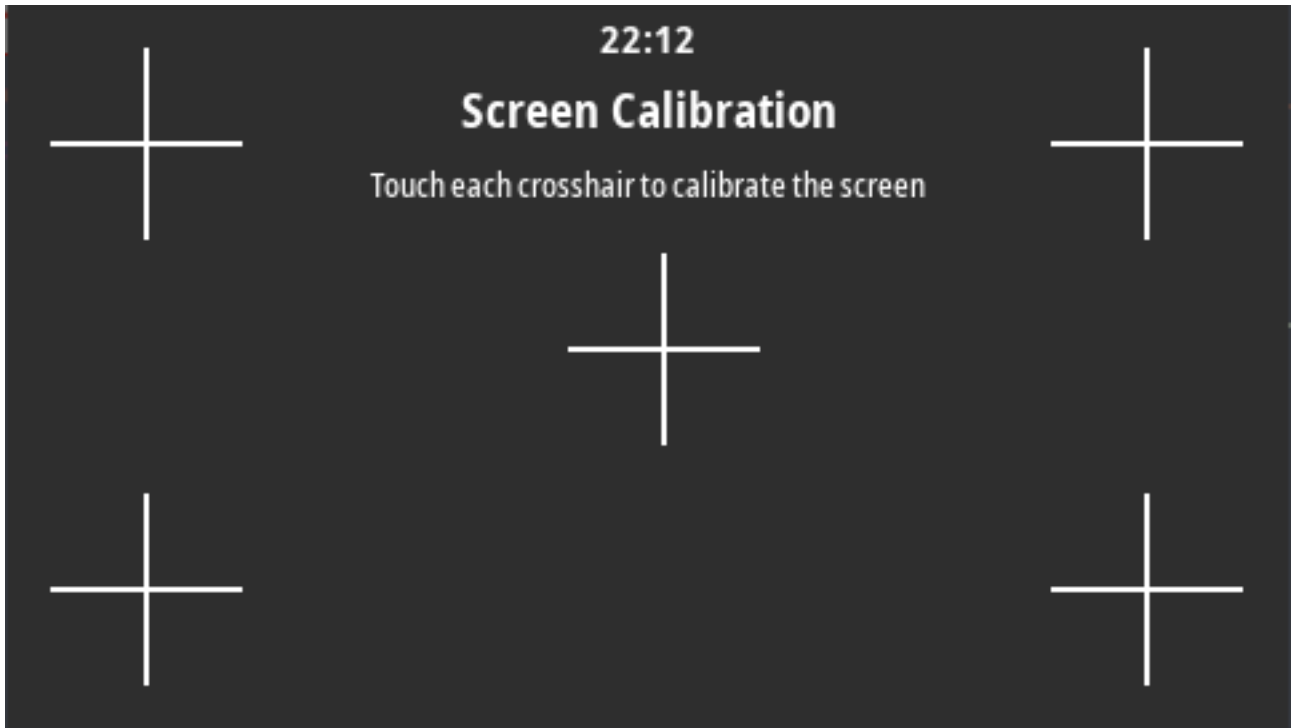 22:12
Screen Calibration
Touch each crosshair to calibrate the screen